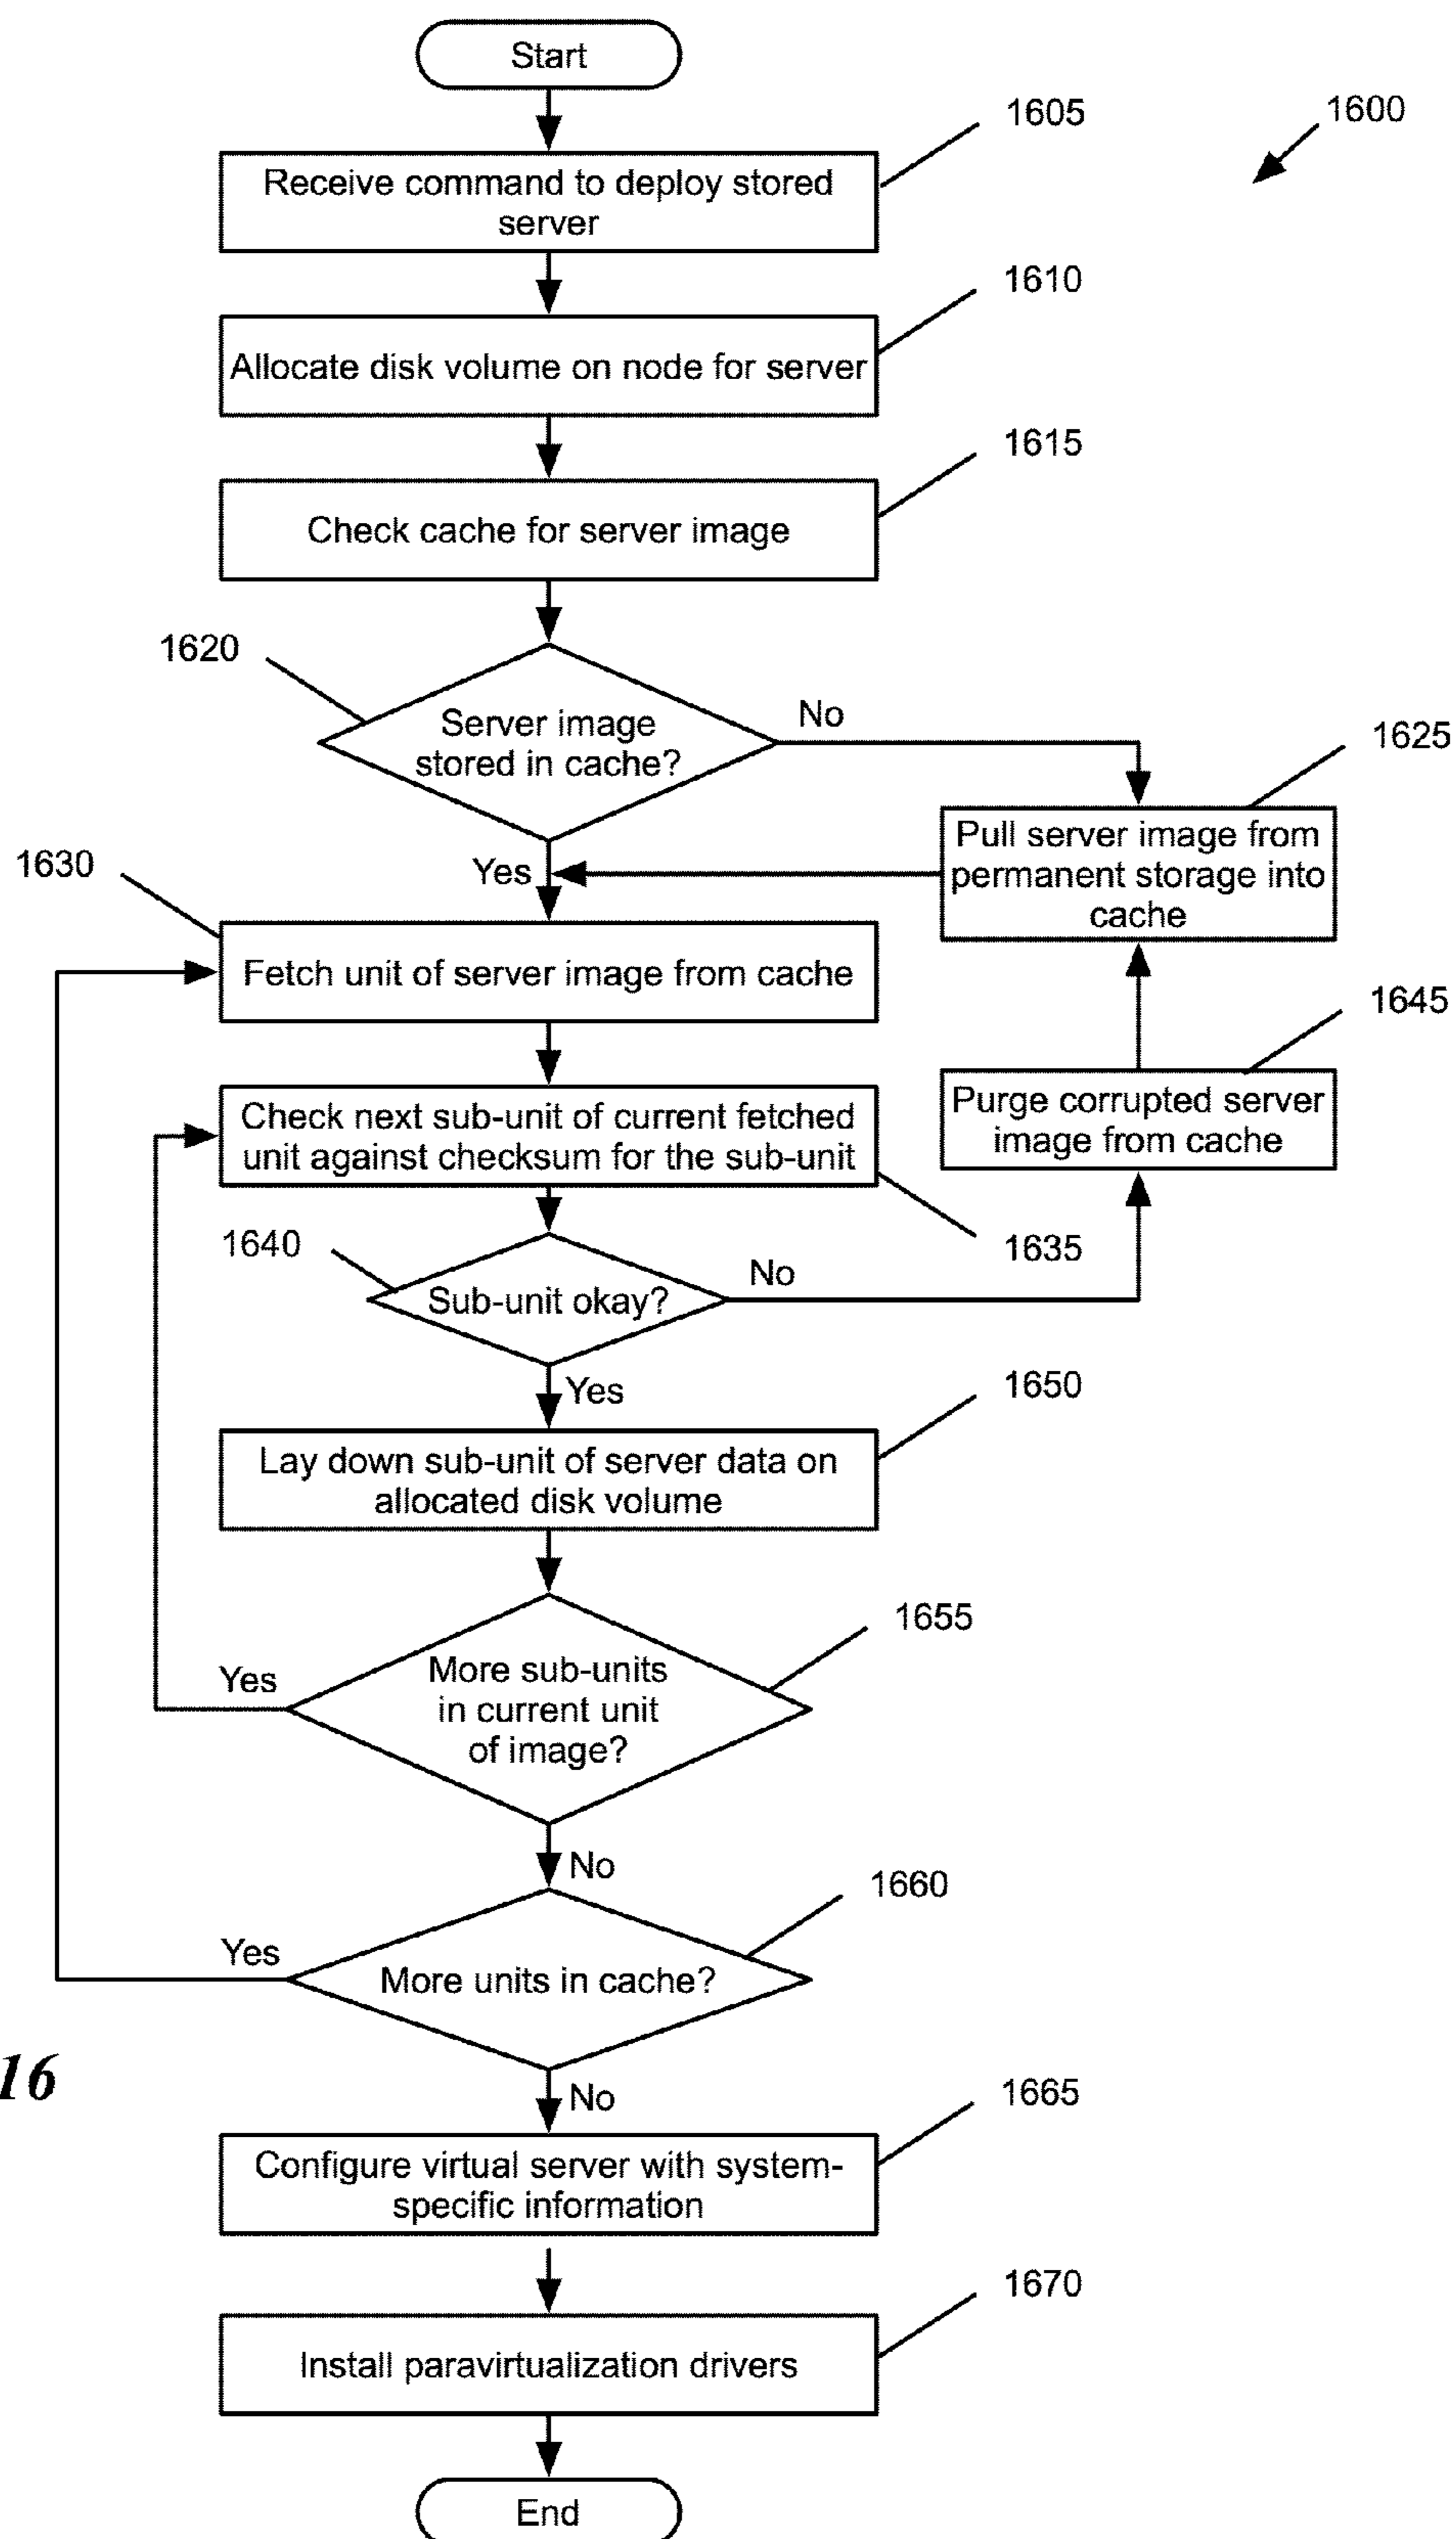 Start
1600
1605
Receive command to deploy stored
server
1610
Allocate disk volume on node for server
1615
Check cache for server image
1620
Server image
stored in cache?
No
1625
Pull server image from
permanent storage into
cache
Yes
1630
Fetch unit of server image from cache
1645
Purge corrupted server
image from cache
Check next sub-unit of current fetched
unit against checksum for the sub-unit
1635
1640
Sub-unit okay?
No
Yes
1650
Lay down sub-unit of server data on
allocated disk volume
1655
More sub-units
in current unit
of image?
Yes
No
1660
More units in cache?
Yes
16
No
1665
Configure virtual server with system-
specific information
1670
Install paravirtualization drivers
End